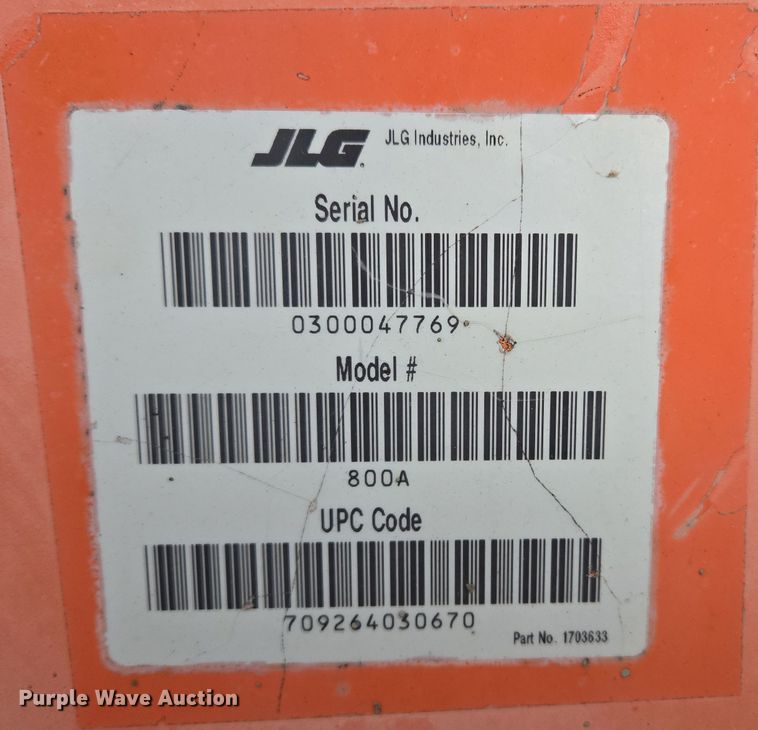 JLG JLG Industries, Inc.
Serial No.
0300047769
Model #
800A
UPC Code
709264030670
Part No. 1703633
Purple Wave Auction